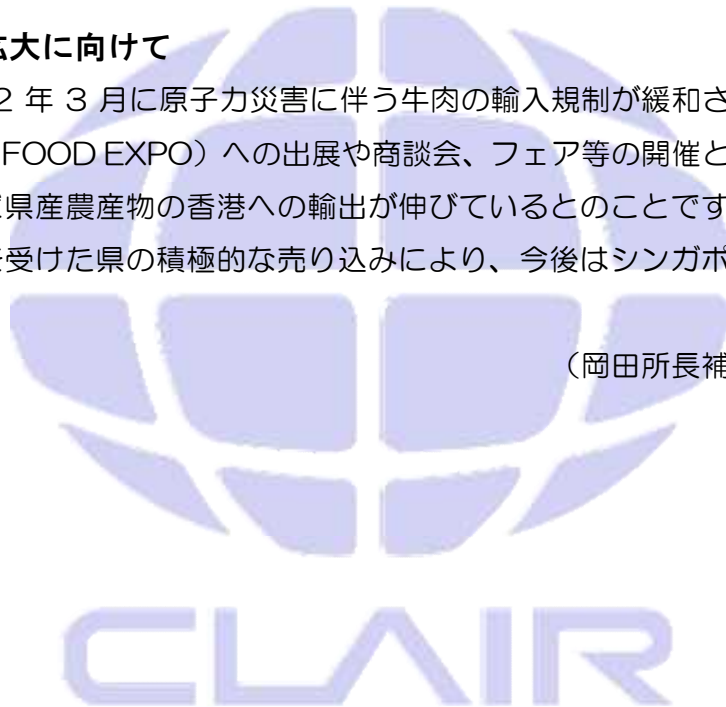 広大に向けて
2 年 3 月に原子力災害に伴う牛肉の輸入規制が緩和さ
FOOD EXPO）への出展や商談会、フェア等の開催と
県産農産物の香港への輸出が伸びているとのことです
受けた県の積極的な売り込みにより、今後はシンガポ
（岡田所長補
CLAIR